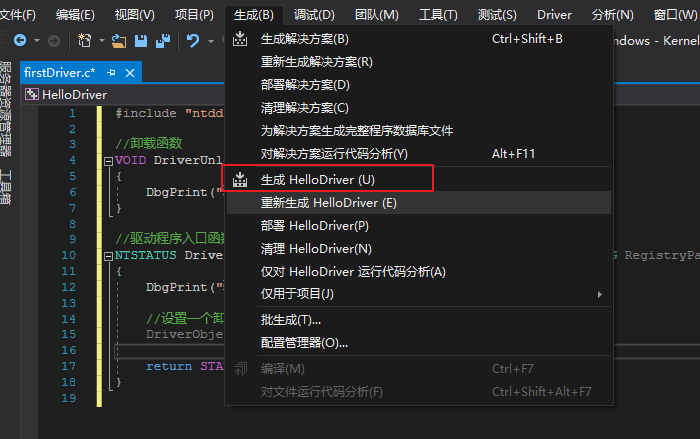 文件(F) 编辑(E) 视图(V) 项目(P) 生成(B) 调试(D) 团队(M) 工具(T) 测试(S) Driver 分析(N) 窗口(W)
ndows - Kernel
生成解决方案(B) Ctrl+Shift+B
重新生成解决方案(R)
部署解决方案(D)
清理解决方案(C)
为解决方案生成完整程序数据库文件
对解决方案运行代码分析(Y) Alt+F11
生成 HelloDriver (U)
重新生成 HelloDriver (E)
部署 HelloDriver(P)
清理 HelloDriver(N)
仅对 HelloDriver 运行代码分析(A)
仅用于项目(J)
批生成(T)...
配置管理器(O)...
编译(M) Ctrl+F7
对文件运行代码分析(F) Ctrl+Shift+Alt+F7
服务器资源管理器
工具箱
firstDriver.c*
HelloDriver
1 #include "ntdd
2
3 //卸载函数
4 VOID DriverUnl
5 {
6 DbgPrint("
7 }
8
9 //驱动程序入口函数
10 NTSTATUS Drive G RegistryPa
11 {
12 DbgPrint("
13
14 //设置一个卸
15 DriverObje
16
17 return STA
18 }
19